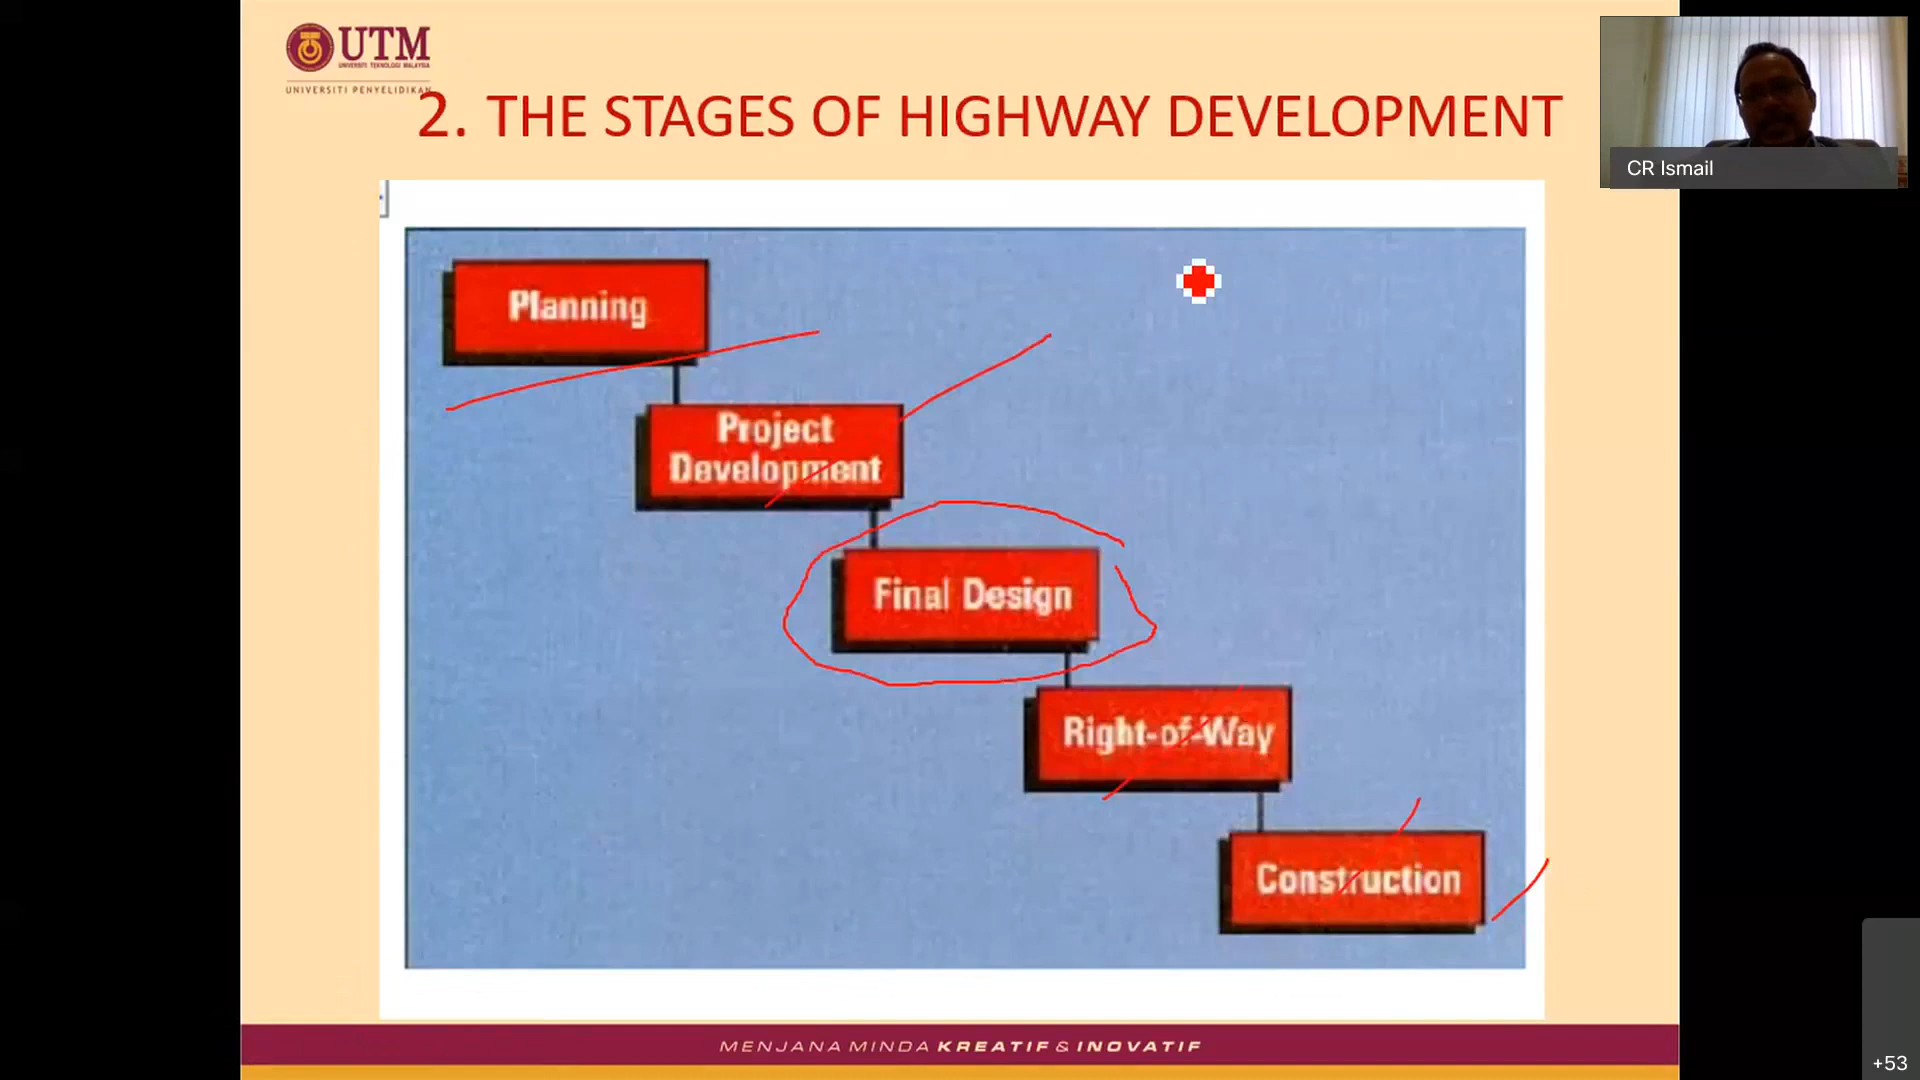 UTM
UNIVERSITI TEKNOLOGI MALAYSIA
UNIVERSITI PENYELIDIKAN
2. THE STAGES OF HIGHWAY DEVELOPMENT
CR Ismail
Planning
Project
Development
Final Design
Right-of-Way
Construction
MENJANA MINDA KREATIF & INOVATIF
+53